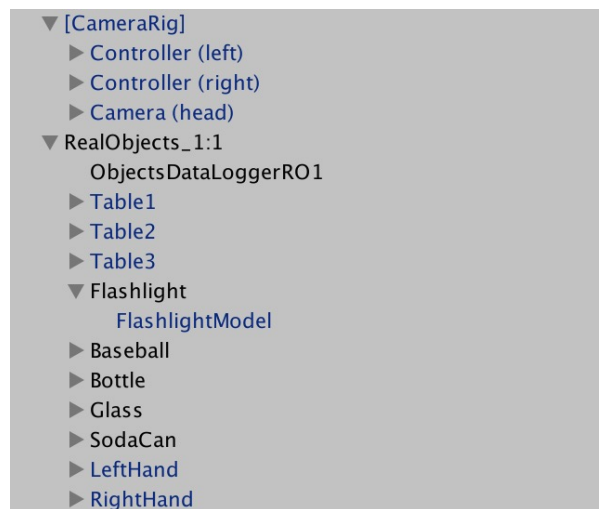 [CameraRig]
Controller (left)
Controller (right)
Camera (head)
RealObjects_1:1
ObjectsDataLoggerRO1
Table1
Table2
Table3
Flashlight
FlashlightModel
Baseball
Bottle
Glass
SodaCan
LeftHand
RightHand